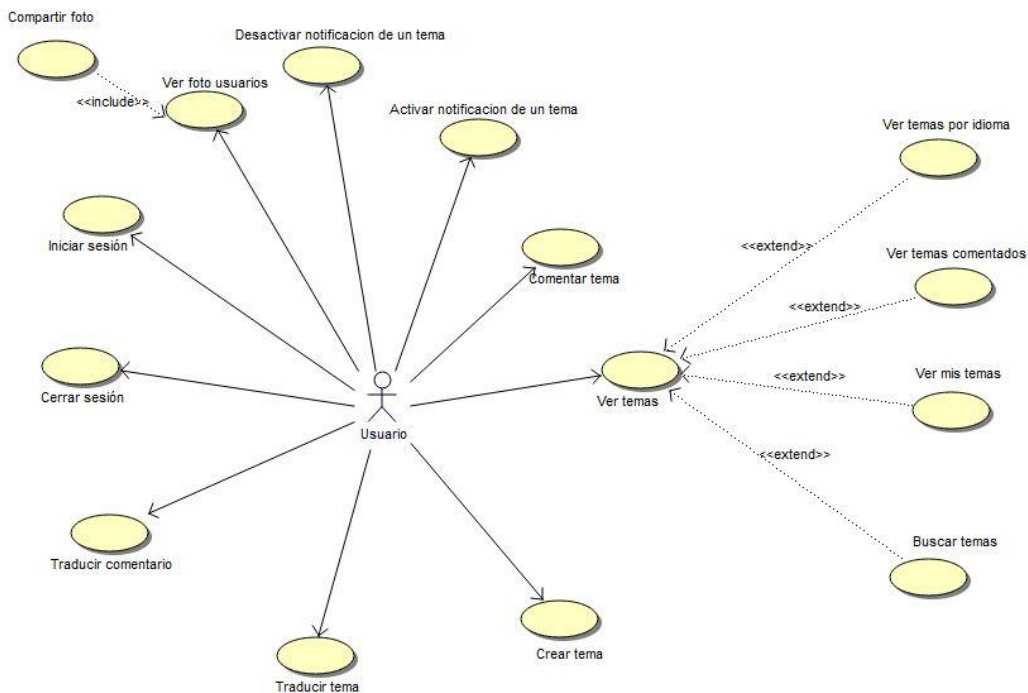 Compartir foto
Desactivar notificacion de un tema
Ver foto usuarios
<<include>>
Activar notificacion de un tema
Ver temas por idioma
Iniciar sesión
<<extend>>
Ver temas comentados
Comentar tema
<<extend>>
Cerrar sesión
Ver temas
<<extend>>
Ver mis temas
Usuario
<<extend>>
Buscar temas
Traducir comentario
Crear tema
Traducir tema